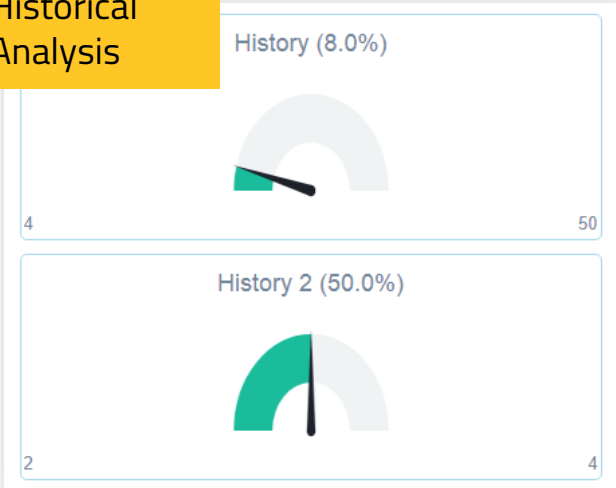 Historical
Analysis
History (8.0%)
4
50
History 2 (50.0%)
2
4